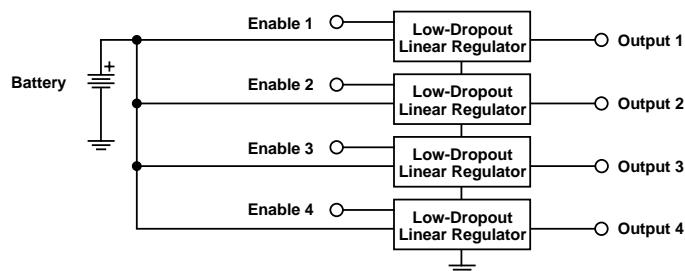 Enable 1
Low-Dropout
Linear Regulator
Output 1
+
Battery
Enable 2
Low-Dropout
Linear Regulator
Output 2
Enable 3
Low-Dropout
Linear Regulator
Output 3
Enable 4
Low-Dropout
Linear Regulator
Output 4